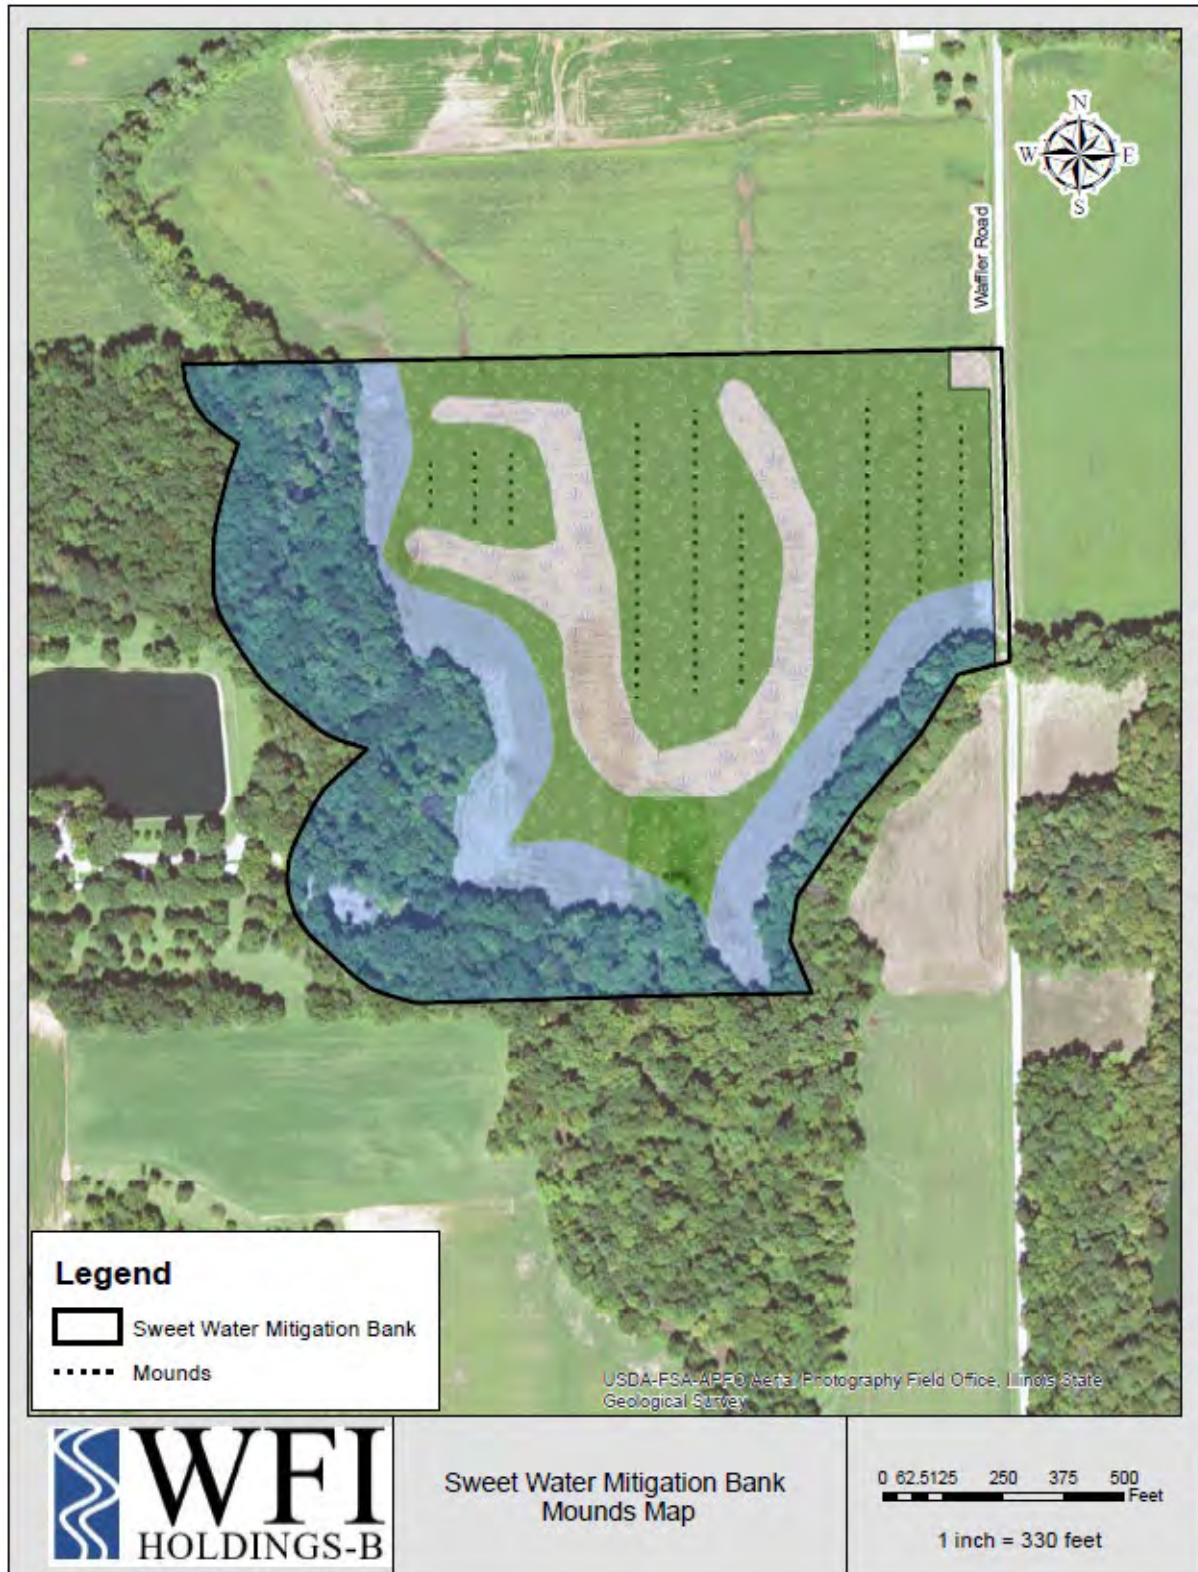 N
W E
S
Waffler Road
Legend
Sweet Water Mitigation Bank
Mounds
USDA-FSA-APFO Aerial Photography Field Office, Illinois State
Geological Survey
WFI
HOLDINGS-B
Sweet Water Mitigation Bank
Mounds Map
0 62.5125 250 375 500
Feet
1 inch = 330 feet